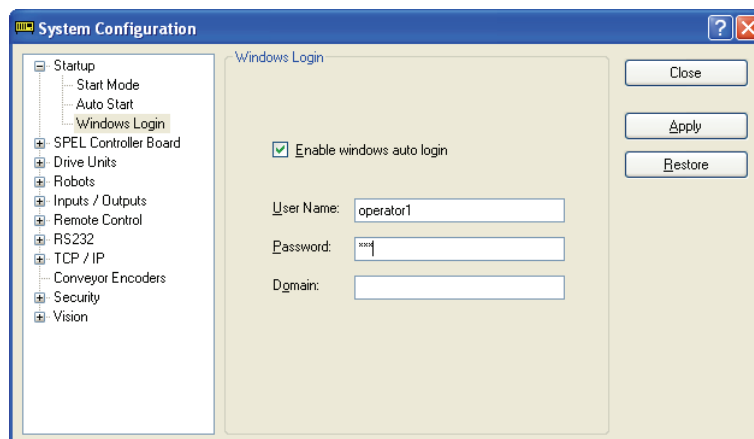 System Configuration
Startup
Start Mode
Auto Start
Windows Login
SPEL Controller Board
Drive Units
Robots
Inputs / Outputs
Remote Control
RS232
TCP / IP
Conveyor Encoders
Security
Vision
Windows Login
Enable windows auto login
User Name: operator1
Password: ***
Domain:
Close
Apply
Restore